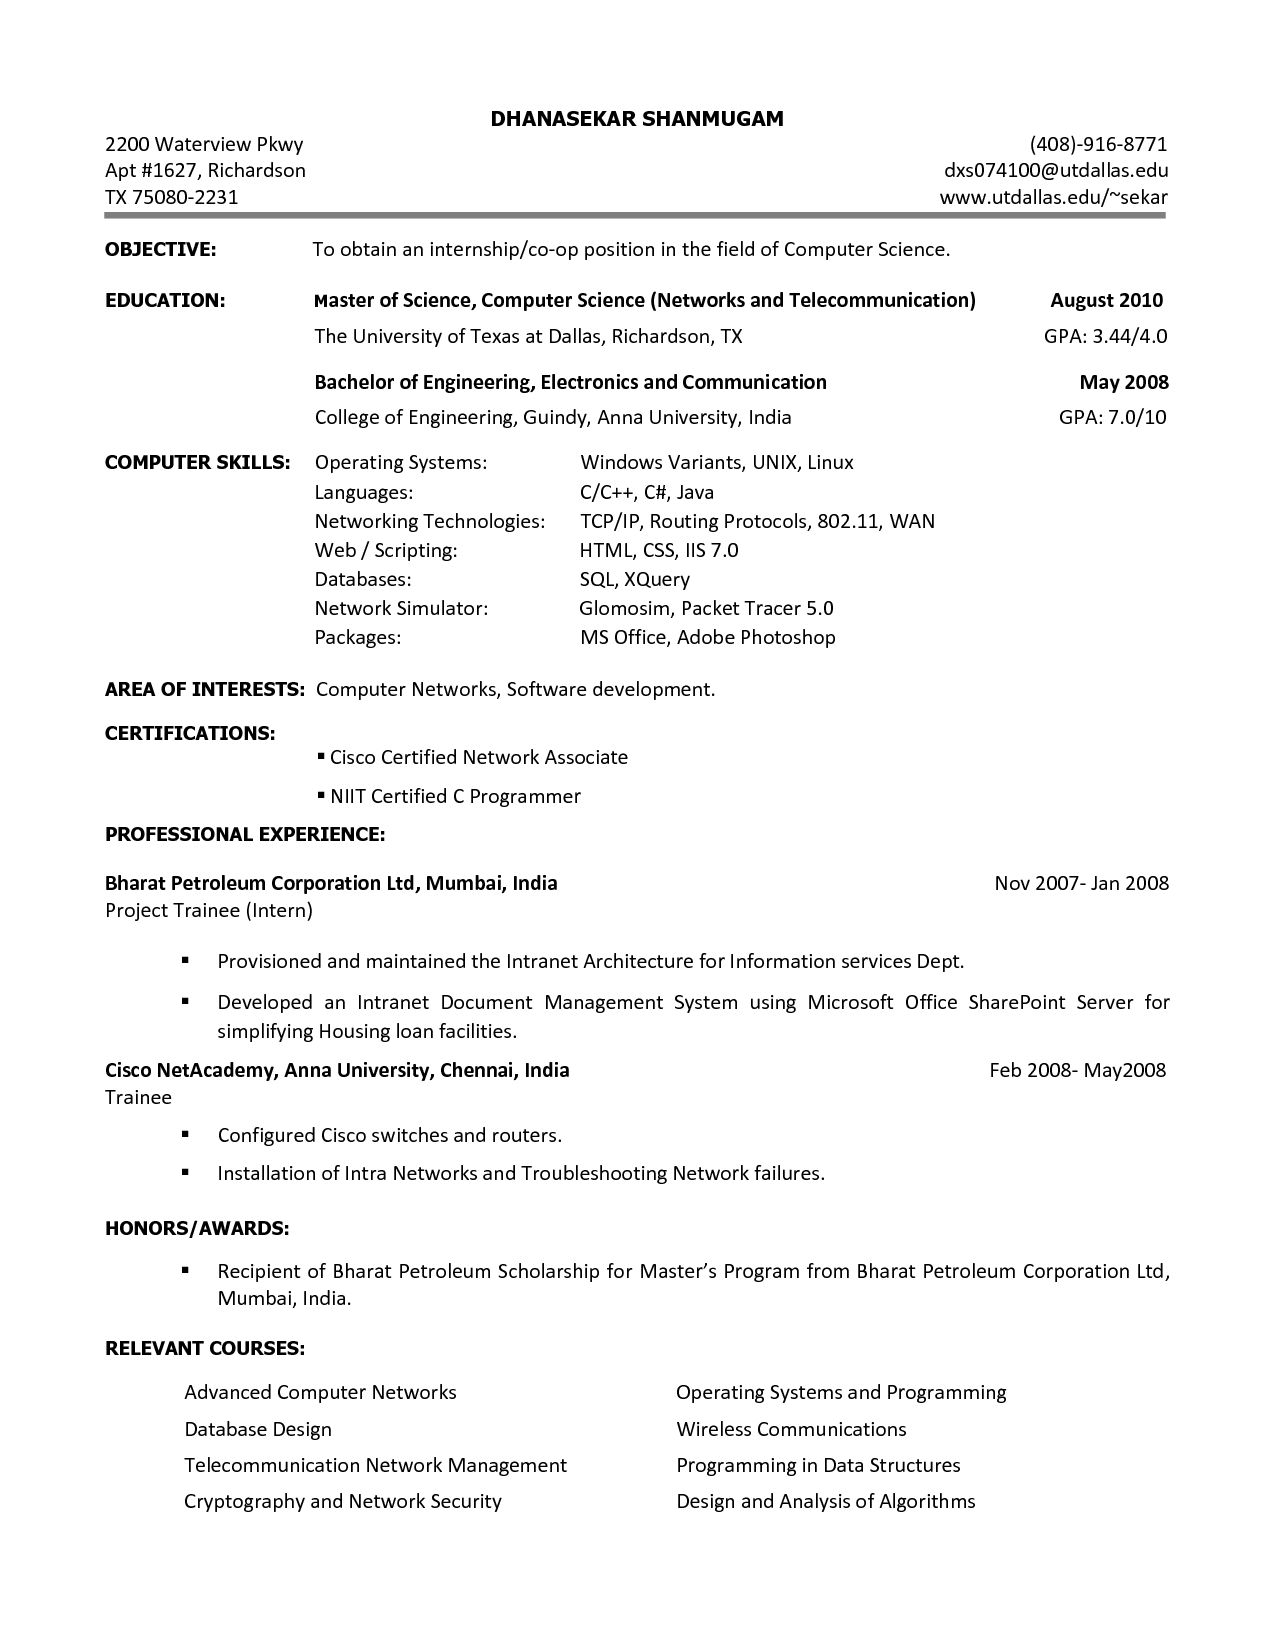 DHANASEKAR SHANMUGAM
2200 Waterview Pkwy (408)-916-8771
Apt #1627, Richardson dxs074100@utdallas.edu
TX 75080-2231 www.utdallas.edu/~sekar
OBJECTIVE: To obtain an internship/co-op position in the field of Computer Science.
EDUCATION: Master of Science, Computer Science (Networks and Telecommunication) August 2010
The University of Texas at Dallas, Richardson, TX GPA: 3.44/4.0
Bachelor of Engineering, Electronics and Communication May 2008
College of Engineering, Guindy, Anna University, India GPA: 7.0/10
COMPUTER SKILLS: Operating Systems: Windows Variants, UNIX, Linux
Languages: C/C++, C#, Java
Networking Technologies: TCP/IP, Routing Protocols, 802.11, WAN
Web / Scripting: HTML, CSS, IIS 7.0
Databases: SQL, XQuery
Network Simulator: Glomosim, Packet Tracer 5.0
Packages: MS Office, Adobe Photoshop
AREA OF INTERESTS: Computer Networks, Software development.
CERTIFICATIONS:
▪ Cisco Certified Network Associate
▪ NIIT Certified C Programmer
PROFESSIONAL EXPERIENCE:
Bharat Petroleum Corporation Ltd, Mumbai, India Nov 2007- Jan 2008
Project Trainee (Intern)
▪ Provisioned and maintained the Intranet Architecture for Information services Dept.
▪ Developed an Intranet Document Management System using Microsoft Office SharePoint Server for
simplifying Housing loan facilities.
Cisco NetAcademy, Anna University, Chennai, India Feb 2008- May2008
Trainee
▪ Configured Cisco switches and routers.
▪ Installation of Intra Networks and Troubleshooting Network failures.
HONORS/AWARDS:
▪ Recipient of Bharat Petroleum Scholarship for Master’s Program from Bharat Petroleum Corporation Ltd,
Mumbai, India.
RELEVANT COURSES:
Advanced Computer Networks Operating Systems and Programming
Database Design Wireless Communications
Telecommunication Network Management Programming in Data Structures
Cryptography and Network Security Design and Analysis of Algorithms